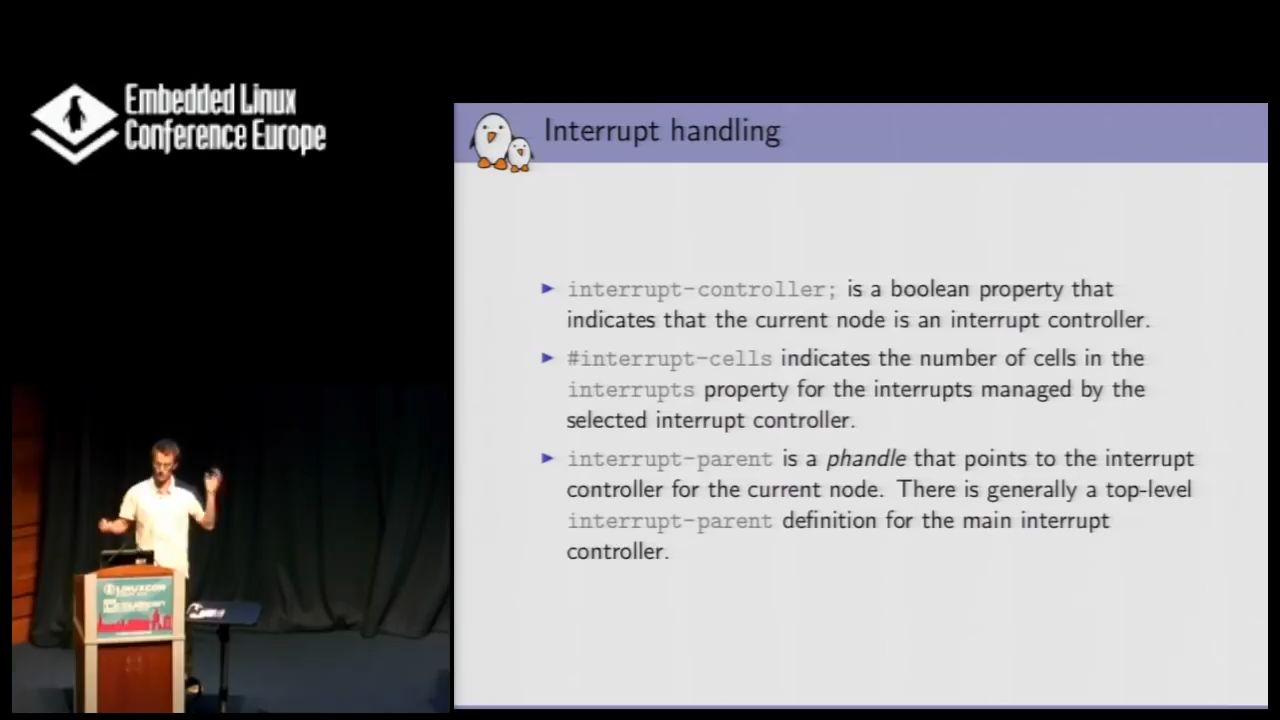 Embedded Linux
Conference Europe
Interrupt handling
interrupt-controller; is a boolean property that
indicates that the current node is an interrupt controller.
#interrupt-cells indicates the number of cells in the
interrupts property for the interrupts managed by the
selected interrupt controller.
interrupt-parent is a phandle that points to the interrupt
controller for the current node. There is generally a top-level
interrupt-parent definition for the main interrupt
controller.
LINUXCON